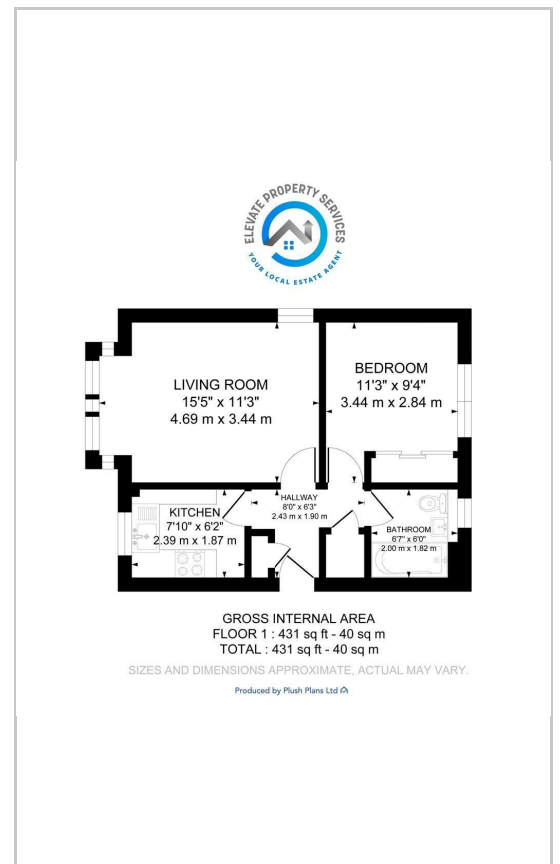 ELEVATE PROPERTY SERVICES
YOUR LOCAL ESTATE AGENT
LIVING ROOM
15'5" x 11'3"
4.69 m x 3.44 m
BEDROOM
11'3" x 9'4"
3.44 m x 2.84 m
KITCHEN
7'10" x 6'2"
2.39 m x 1.87 m
HALLWAY
8'0" x 6'3"
2.43 m x 1.90 m
BATHROOM
6'7" x 6'0"
2.00 m x 1.82 m
GROSS INTERNAL AREA
FLOOR 1 : 431 sq ft - 40 sq m
TOTAL : 431 sq ft - 40 sq m
SIZES AND DIMENSIONS APPROXIMATE, ACTUAL MAY VARY.
Produced by Plush Plans Ltd